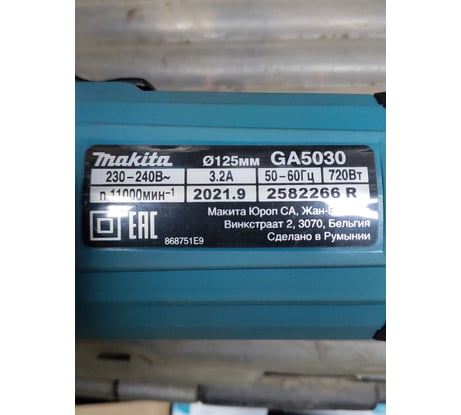 makita Ø125мм GA5030
230-240В~ 3.2А 50-60Гц 720Вт
n 11000мин⁻¹ 2021.9 2582266 R
Макита Юроп СА, Жан-
EAC Винкстраат 2, 3070, Бельгия
868751E9 Сделано в Румынии